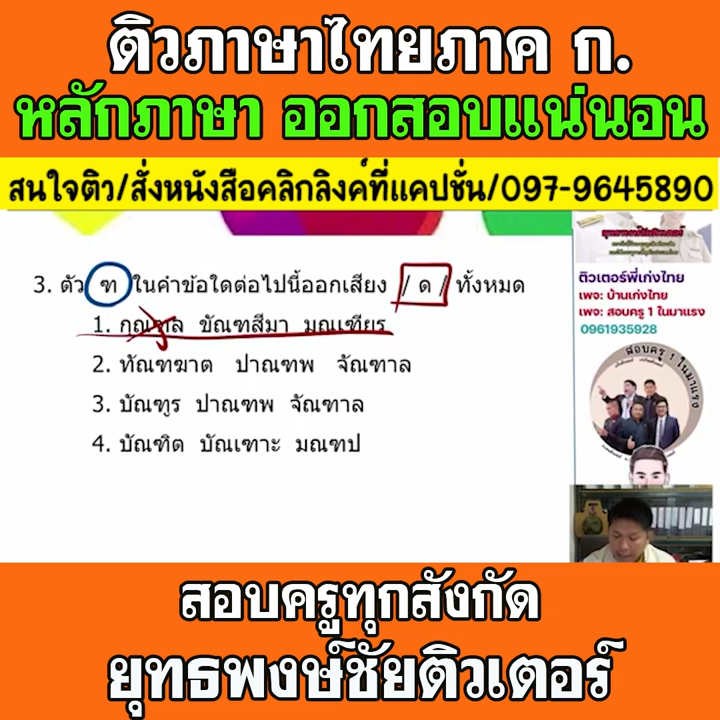 ติวภาษาไทยภาค ก.
หลักภาษา ออกสอบแน่นอน
สนใจติว/สั่งหนังสือคลิกลิงค์ที่แคปชั่น/097-9645890
3. ตัว ฑ ในคำข้อใดต่อไปนี้ออกเสียง / ด / ทั้งหมด
1. กุณฑล ขัณฑสีมา มณเฑียร
2. ทัณฑฆาต ปาณฑพ จัณฑาล
3. บัณฑูร ปาณฑพ จัณฑาล
4. บัณฑิต บัณเฑาะ มณฑป
ติวเตอร์พี่เก่งไทย
เพจ: บ้านเก่งไทย
เพจ: สอบครู 1 ในมาแรง
0961935928
สอบครู 1 ในมาแรง
สอบครูทุกสังกัด
ยุทธพงษ์ชัยติวเตอร์